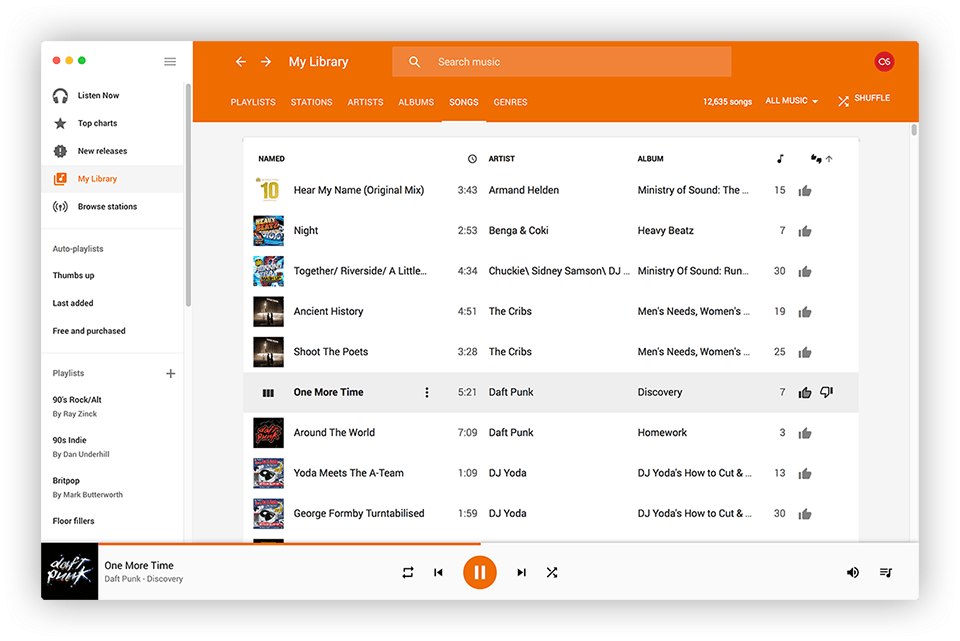 My Library
Search music
PLAYLISTS STATIONS ARTISTS ALBUMS SONGS GENRES
12,635 songs ALL MUSIC SHUFFLE
Listen Now
Top charts
New releases
My Library
Browse stations
Auto-playlists
Thumbs up
Last added
Free and purchased
Playlists
90's Rock/Alt
By Ray Zinck
90s Indie
By Dan Underhill
Britpop
By Mark Butterworth
Floor fillers
NAMED ARTIST ALBUM
10
Hear My Name (Original Mix) 3:43 Armand Helden Ministry of Sound: The ... 15
Night 2:53 Benga & Coki Heavy Beatz 7
Together/ Riverside/ A Little... 4:34 Chuckie\ Sidney Samson\ DJ ... Ministry Of Sound: Run... 30
Ancient History 4:51 The Cribs Men's Needs, Women's ... 19
Shoot The Poets 3:28 The Cribs Men's Needs, Women's ... 25
One More Time 5:21 Daft Punk Discovery 7
Around The World 7:09 Daft Punk Homework 3
Yoda Meets The A-Team 1:09 DJ Yoda DJ Yoda's How to Cut & ... 13
George Formby Turntabilised 1:59 DJ Yoda DJ Yoda's How to Cut & ... 30
daft punk
One More Time
Daft Punk - Discovery